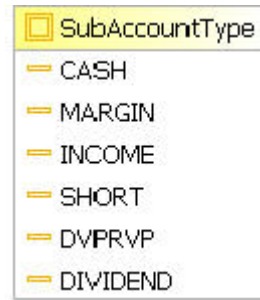 SubAccountType
CASH
MARGIN
INCOME
SHORT
DVPRVP
DIVIDEND